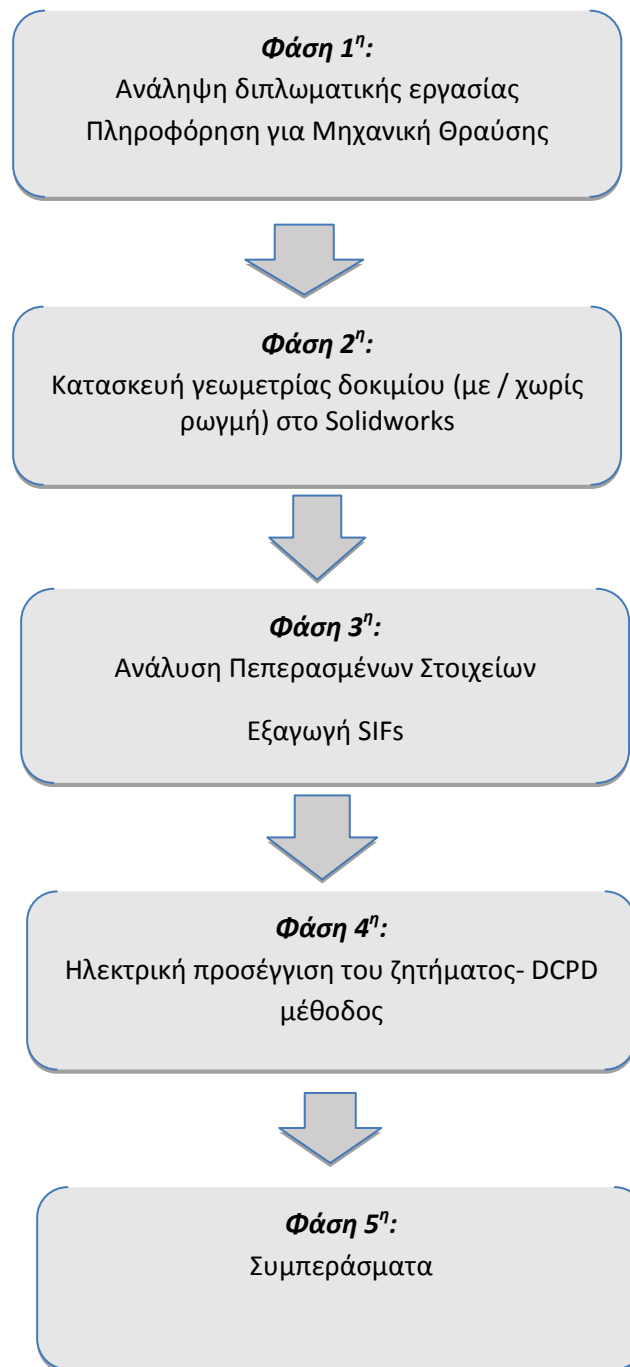 Φάση 1η:
Ανάληψη διπλωματικής εργασίας
Πληροφόρηση για Μηχανική Θραύσης
Φάση 2η:
Κατασκευή γεωμετρίας δοκιμίου (με / χωρίς
ρωγμή) στο Solidworks
Φάση 3η:
Ανάλυση Πεπερασμένων Στοιχείων
Εξαγωγή SIFs
Φάση 4η:
Ηλεκτρική προσέγγιση του ζητήματος- DCPD
μέθοδος
Φάση 5η:
Συμπεράσματα